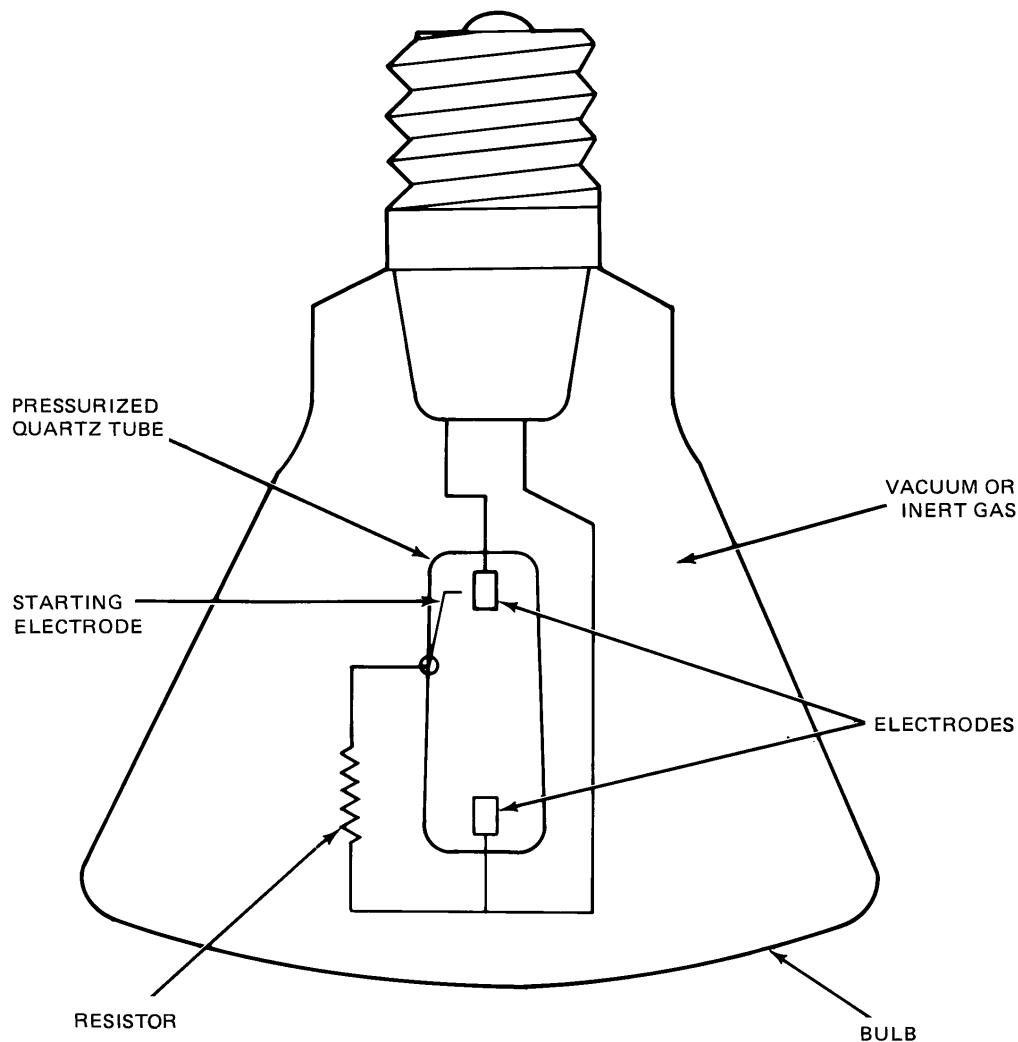 PRESSURIZED
QUARTZ TUBE
VACUUM OR
INERT GAS
STARTING
ELECTRODE
ELECTRODES
RESISTOR
BULB